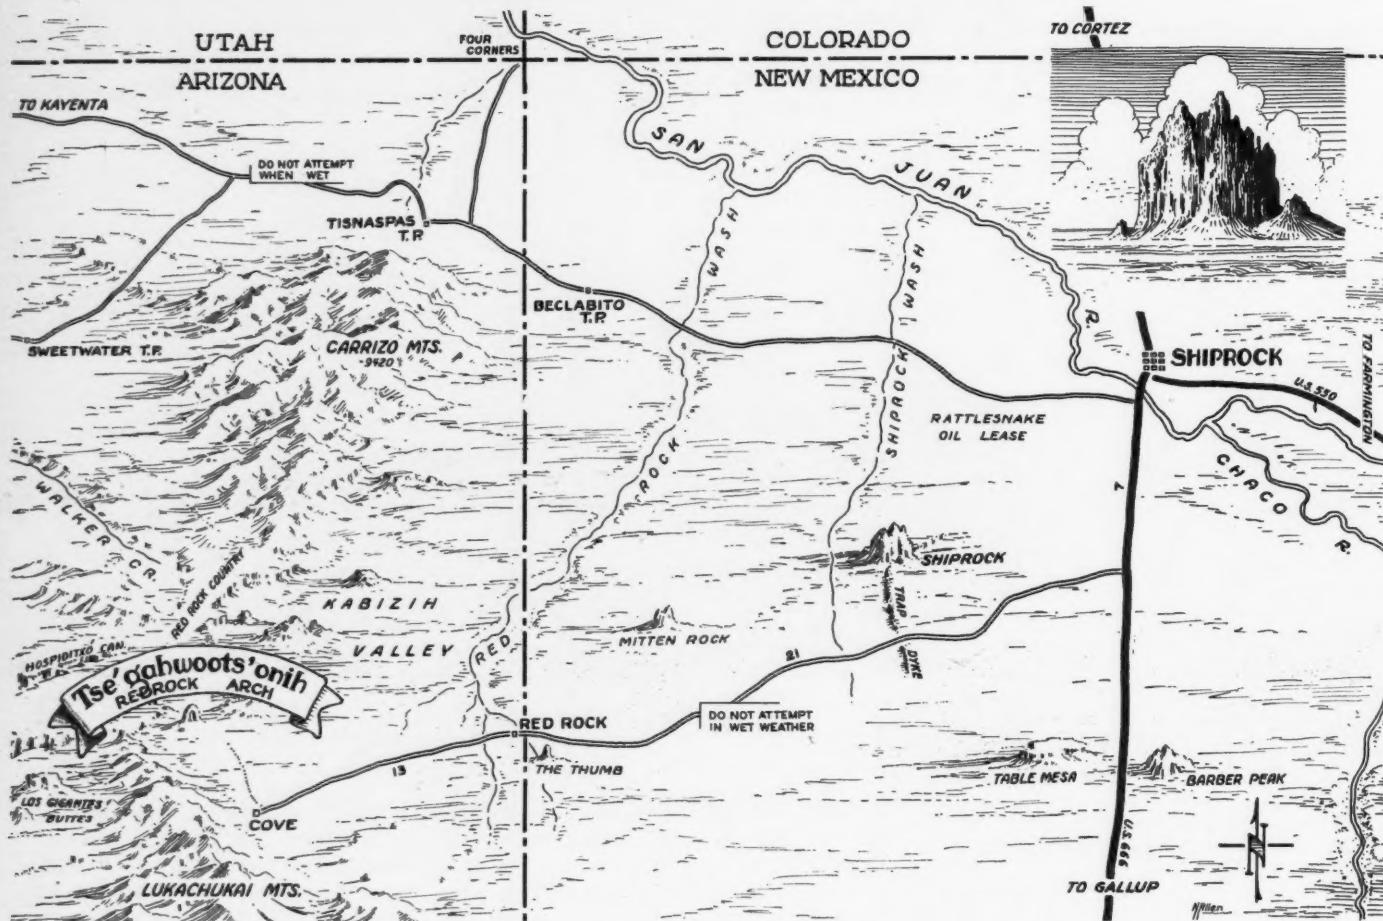 UTAH
ARIZONA
FOUR
CORNERS
COLORADO
NEW MEXICO
TO CORTEZ
TO KAYENTA
DO NOT ATTEMPT
WHEN WET
TISNASPAS
T.P.
SAN JUAN R.
WASH
SHIPROCK WASH
BECLABITO
T.P.
SWEETWATER T.P.
CARRIZO MTS.
9420
SHIPROCK
TO FARMINGTON
U.S. 550
RATTLESNAKE
OIL LEASE
CHACO R.
7
ROCK
RED
WALKER CR.
RED ROCK COUNTRY
KABIZIH
VALLEY
SHIPROCK
TRAP
DYKE
MITTEN ROCK
HOSPIDITXO CAN.
Tse'gahwoots'onih
REDROCK ARCH
21
DO NOT ATTEMPT
IN WET WEATHER
RED ROCK
THE THUMB
13
COVE
LOS GIGANTES
BUTTES
LUKACHUKAI MTS.
TABLE MESA
BARBER PEAK
U.S. 666
TO GALLUP
N
NAllen